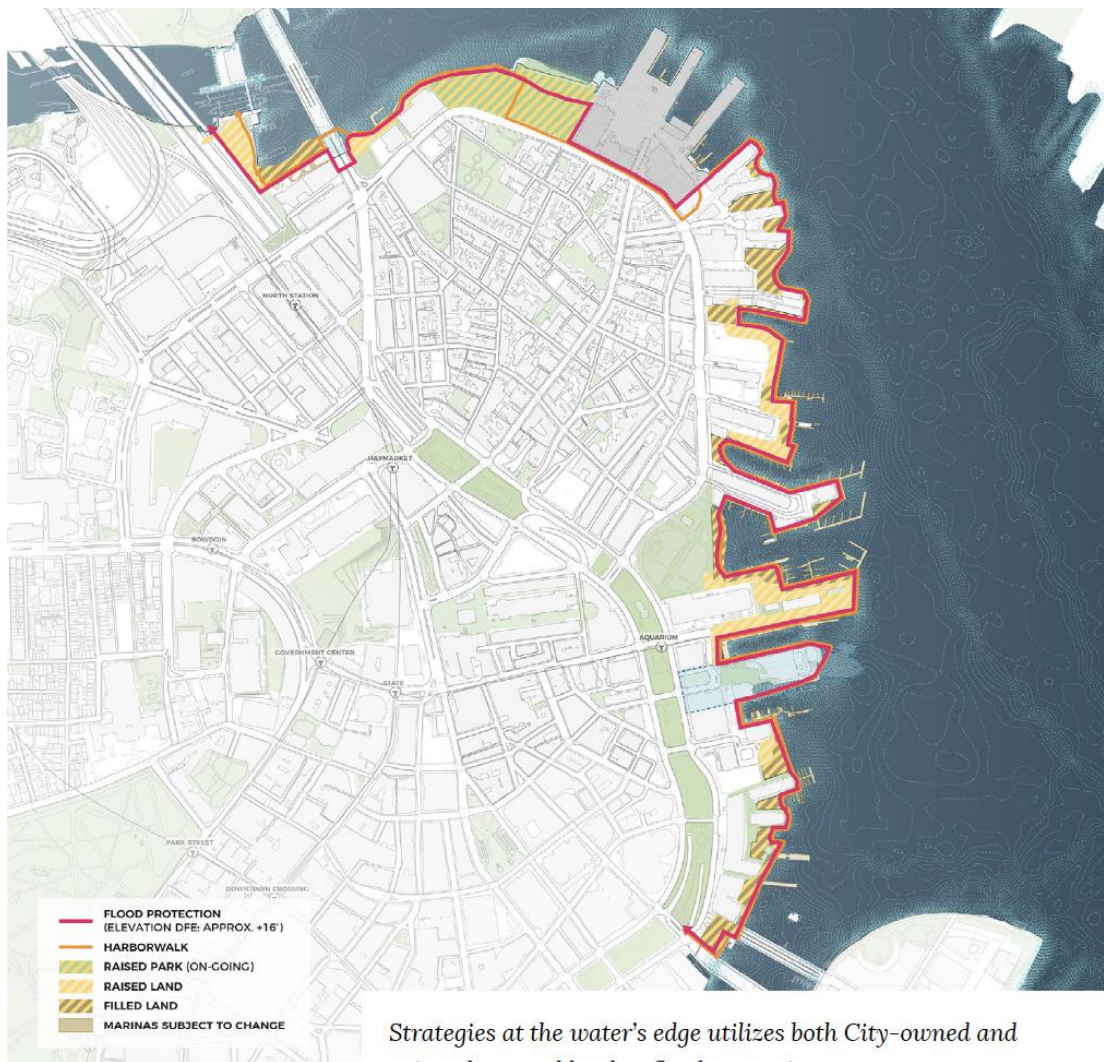 NORTH STATION
HAYMARKET
BOWDOIN
AQUARIUM
GOVERNMENT CENTER
STATE
PARK STREET
DOWNTOWN CROSSING
FLOOD PROTECTION
(ELEVATION DFE: APPROX. +16')
HARBORWALK
RAISED PARK (ON-GOING)
RAISED LAND
FILLED LAND
MARINAS SUBJECT TO CHANGE
Strategies at the water's edge utilizes both City-owned and